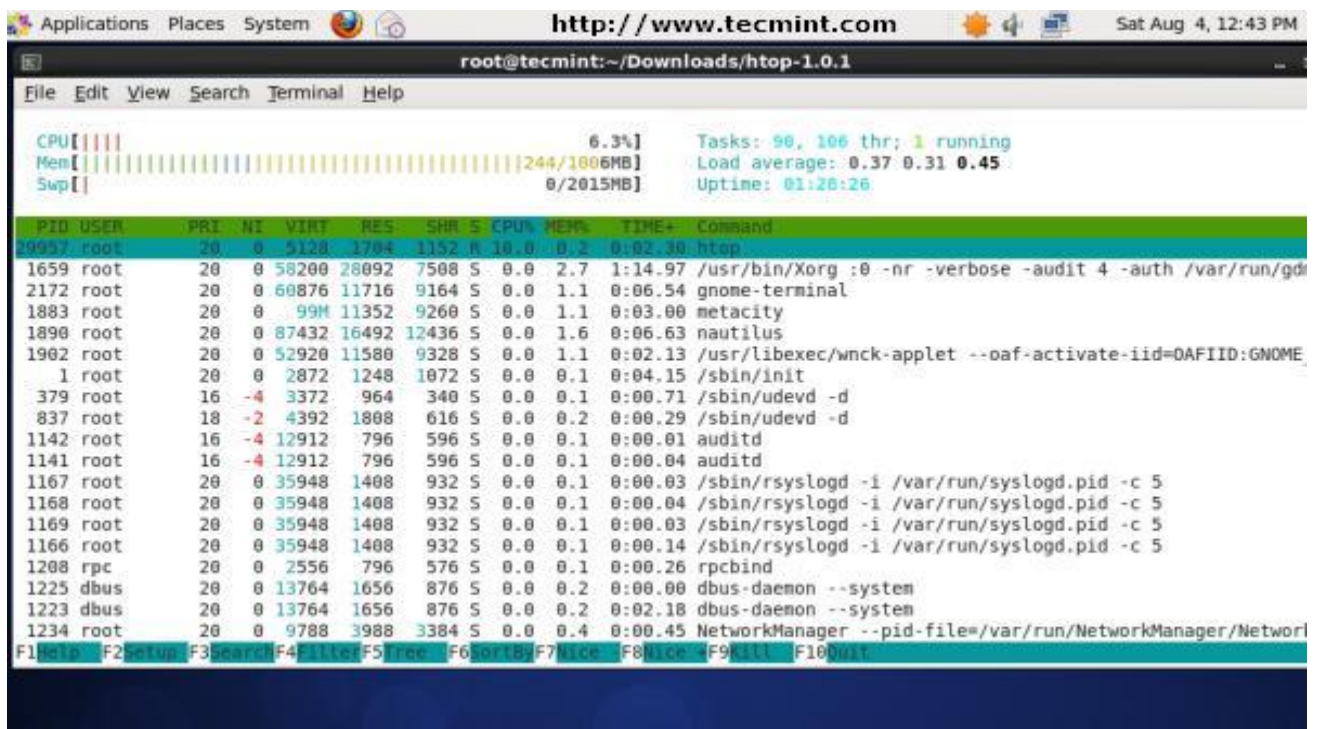 Applications Places System http://www.tecmint.com Sat Aug 4, 12:43 PM
root@tecmint:~/Downloads/htop-1.0.1
File Edit View Search Terminal Help
CPU[|||| 6.3%] Tasks: 90, 106 thr; 1 running
Mem[||||||||||||||||||||||||||||||||||||||||244/1006MB] Load average: 0.37 0.31 0.45
Swp[| 0/2015MB] Uptime: 01:28:26
PID USER PRI NI VIRT RES SHR S CPU% MEM% TIME+ Command
29957 root 20 0 5128 1704 1152 R 10.0 0.2 0:02.30 htop
1659 root 20 0 58200 28092 7508 S 0.0 2.7 1:14.97 /usr/bin/Xorg :0 -nr -verbose -audit 4 -auth /var/run/gdm
2172 root 20 0 60876 11716 9164 S 0.0 1.1 0:06.54 gnome-terminal
1883 root 20 0 99M 11352 9260 S 0.0 1.1 0:03.00 metacity
1890 root 20 0 87432 16492 12436 S 0.0 1.6 0:06.63 nautilus
1902 root 20 0 52920 11580 9328 S 0.0 1.1 0:02.13 /usr/libexec/wnck-applet --oaf-activate-iid=OAFIID:GNOME_
1 root 20 0 2872 1248 1072 S 0.0 0.1 0:04.15 /sbin/init
379 root 16 -4 3372 964 340 S 0.0 0.1 0:00.71 /sbin/udevd -d
837 root 18 -2 4392 1808 616 S 0.0 0.2 0:00.29 /sbin/udevd -d
1142 root 16 -4 12912 796 596 S 0.0 0.1 0:00.01 auditd
1141 root 16 -4 12912 796 596 S 0.0 0.1 0:00.04 auditd
1167 root 20 0 35948 1408 932 S 0.0 0.1 0:00.03 /sbin/rsyslogd -i /var/run/syslogd.pid -c 5
1168 root 20 0 35948 1408 932 S 0.0 0.1 0:00.04 /sbin/rsyslogd -i /var/run/syslogd.pid -c 5
1169 root 20 0 35948 1408 932 S 0.0 0.1 0:00.03 /sbin/rsyslogd -i /var/run/syslogd.pid -c 5
1166 root 20 0 35948 1408 932 S 0.0 0.1 0:00.14 /sbin/rsyslogd -i /var/run/syslogd.pid -c 5
1208 rpc 20 0 2556 796 576 S 0.0 0.1 0:00.26 rpcbind
1225 dbus 20 0 13764 1656 876 S 0.0 0.2 0:00.00 dbus-daemon --system
1223 dbus 20 0 13764 1656 876 S 0.0 0.2 0:02.18 dbus-daemon --system
1234 root 20 0 9788 3988 3384 S 0.0 0.4 0:00.45 NetworkManager --pid-file=/var/run/NetworkManager/Network
F1Help F2Setup F3SearchF4FilterF5Tree F6SortByF7Nice -F8Nice +F9Kill F10Quit